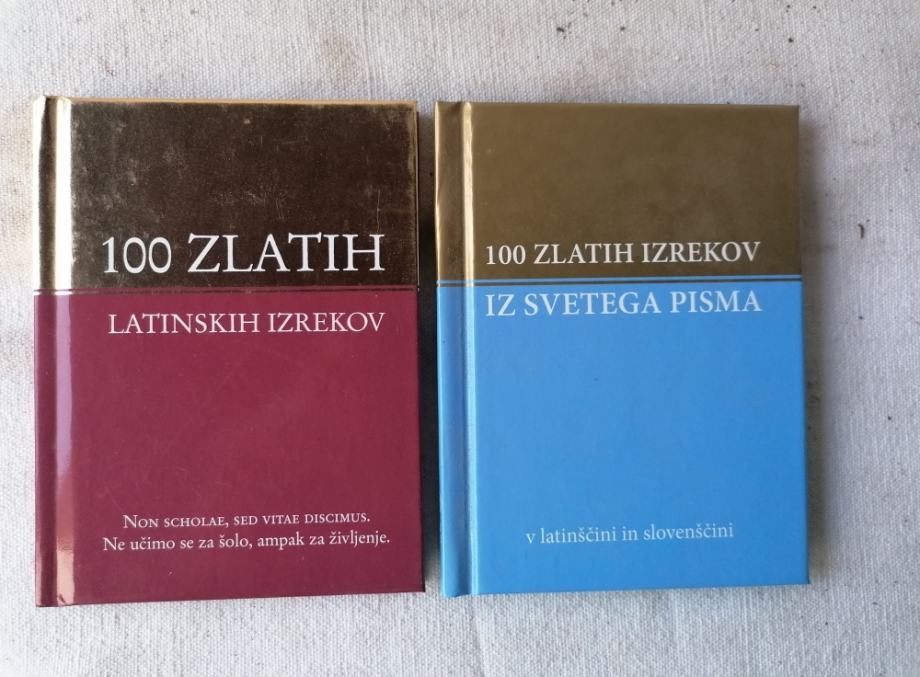 100 ZLATIH
LATINSKIH IZREKOV
NON SCHOLAE, SED VITAE DISCIMUS.
Ne učimo se za šolo, ampak za življenje.
100 ZLATIH IZREKOV
IZ SVETEGA PISMA
v latinščini in slovenščini